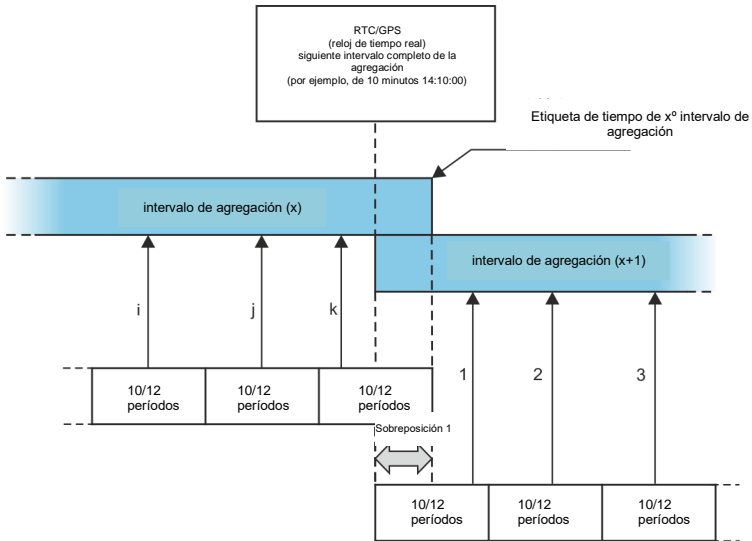 RTC/GPS
(reloj de tiempo real)
siguiente intervalo completo de la
agregación
(por ejemplo, de 10 minutos 14:10:00)
Etiqueta de tiempo de xº intervalo de
agregación
intervalo de agregación (x)
intervalo de agregación (x+1)
i
j
k
1
2
3
10/12
períodos
10/12
períodos
10/12
períodos
Sobreposición 1
10/12
períodos
10/12
períodos
10/12
períodos